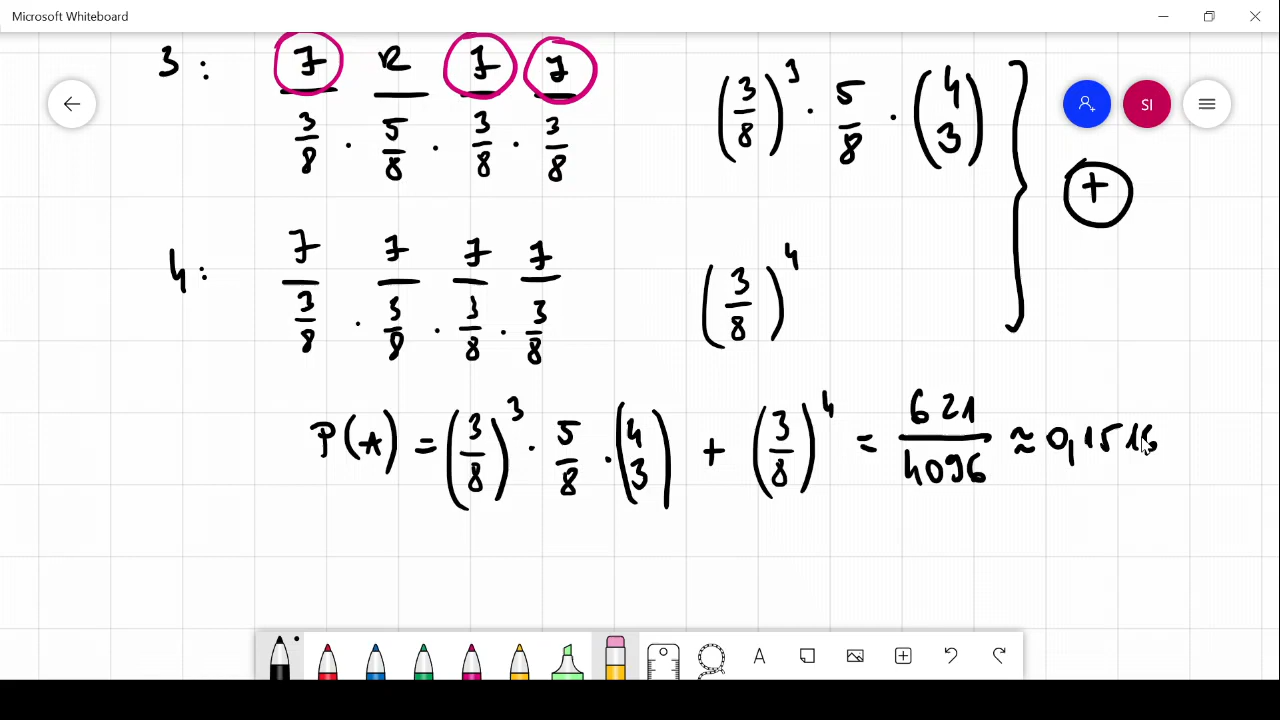 Microsoft Whiteboard
SI
3 : 7/(3/8) · R/(5/8) · 7/(3/8) · 7/(3/8) (3/8)³ · 5/8 · (4 3)
+
4 : 7/(3/8) · 7/(3/8) · 7/(3/8) · 7/(3/8) (3/8)⁴
P(A) = (3/8)³ · 5/8 · (4 3) + (3/8)⁴ = 621/4096 ≈ 0,1516
A